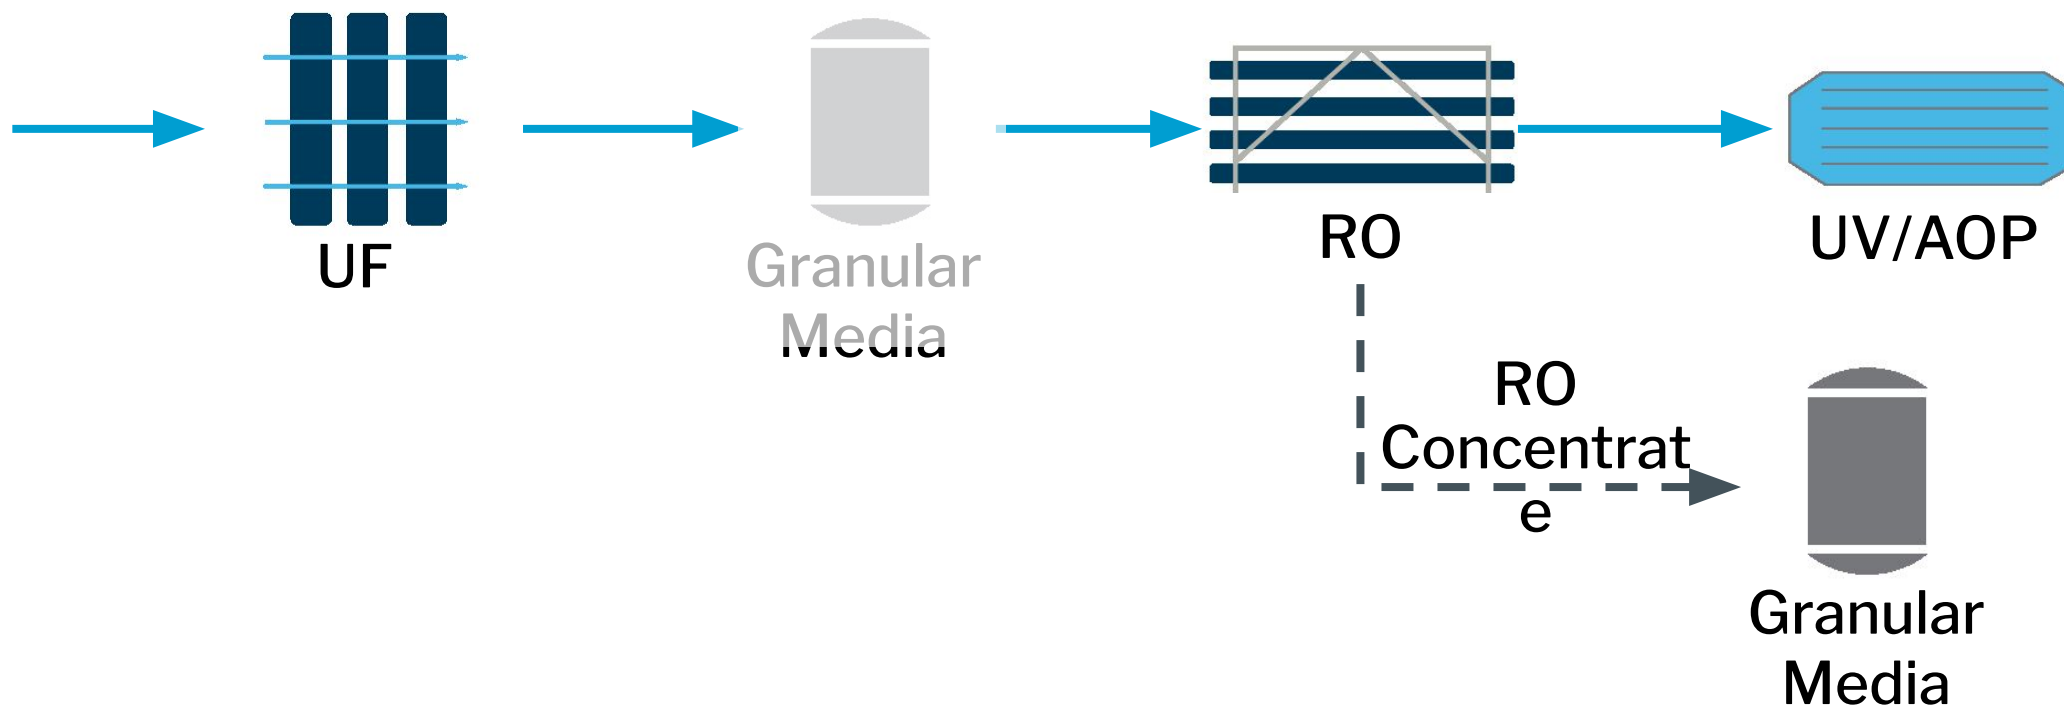 UF
Granular
Media
RO
UV/AOP
RO
Concentrat
e
Granular
Media